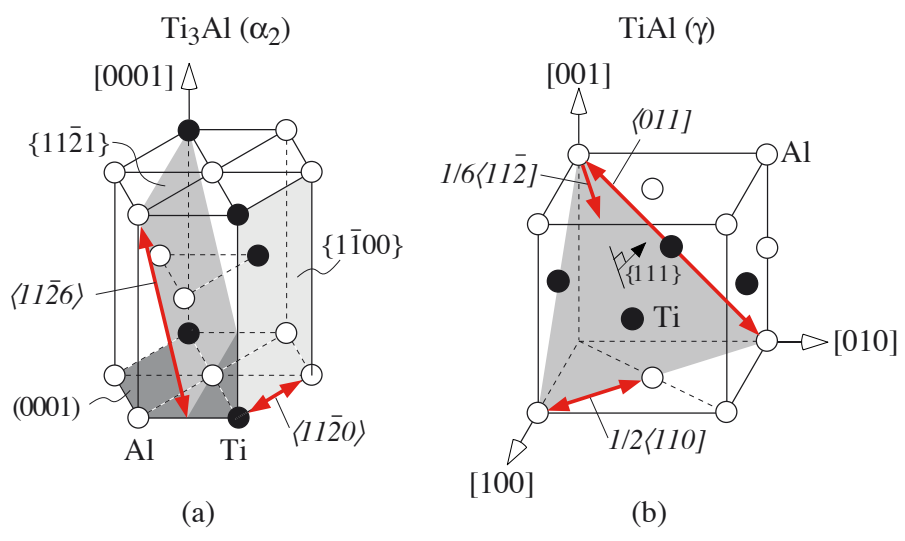 Ti₃Al (α₂)
[0001]
{112̄1}
{11̄00}
⟨112̄6⟩
(0001)
Al
Ti
⟨112̄0⟩
(a)
TiAl (γ)
[001]
⟨011]
Al
1/6⟨112̄]
{111}
Ti
[010]
1/2⟨110]
[100]
(b)